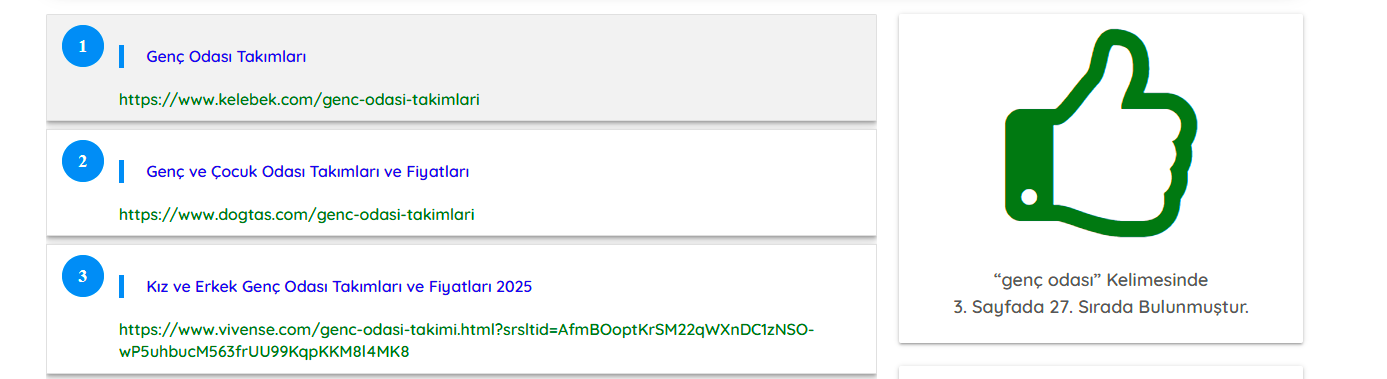 1
Genç Odası Takımları
https://www.kelebek.com/genc-odasi-takimlari
2
Genç ve Çocuk Odası Takımları ve Fiyatları
https://www.dogtas.com/genc-odasi-takimlari
3
Kız ve Erkek Genç Odası Takımları ve Fiyatları 2025
https://www.vivense.com/genc-odasi-takimi.html?srsltid=AfmBOoptKrSM22qWXnDC1zNSO-
wP5uhbucM563frUU99KqpKKM8l4MK8
“genç odası” Kelimesinde
3. Sayfada 27. Sırada Bulunmuştur.